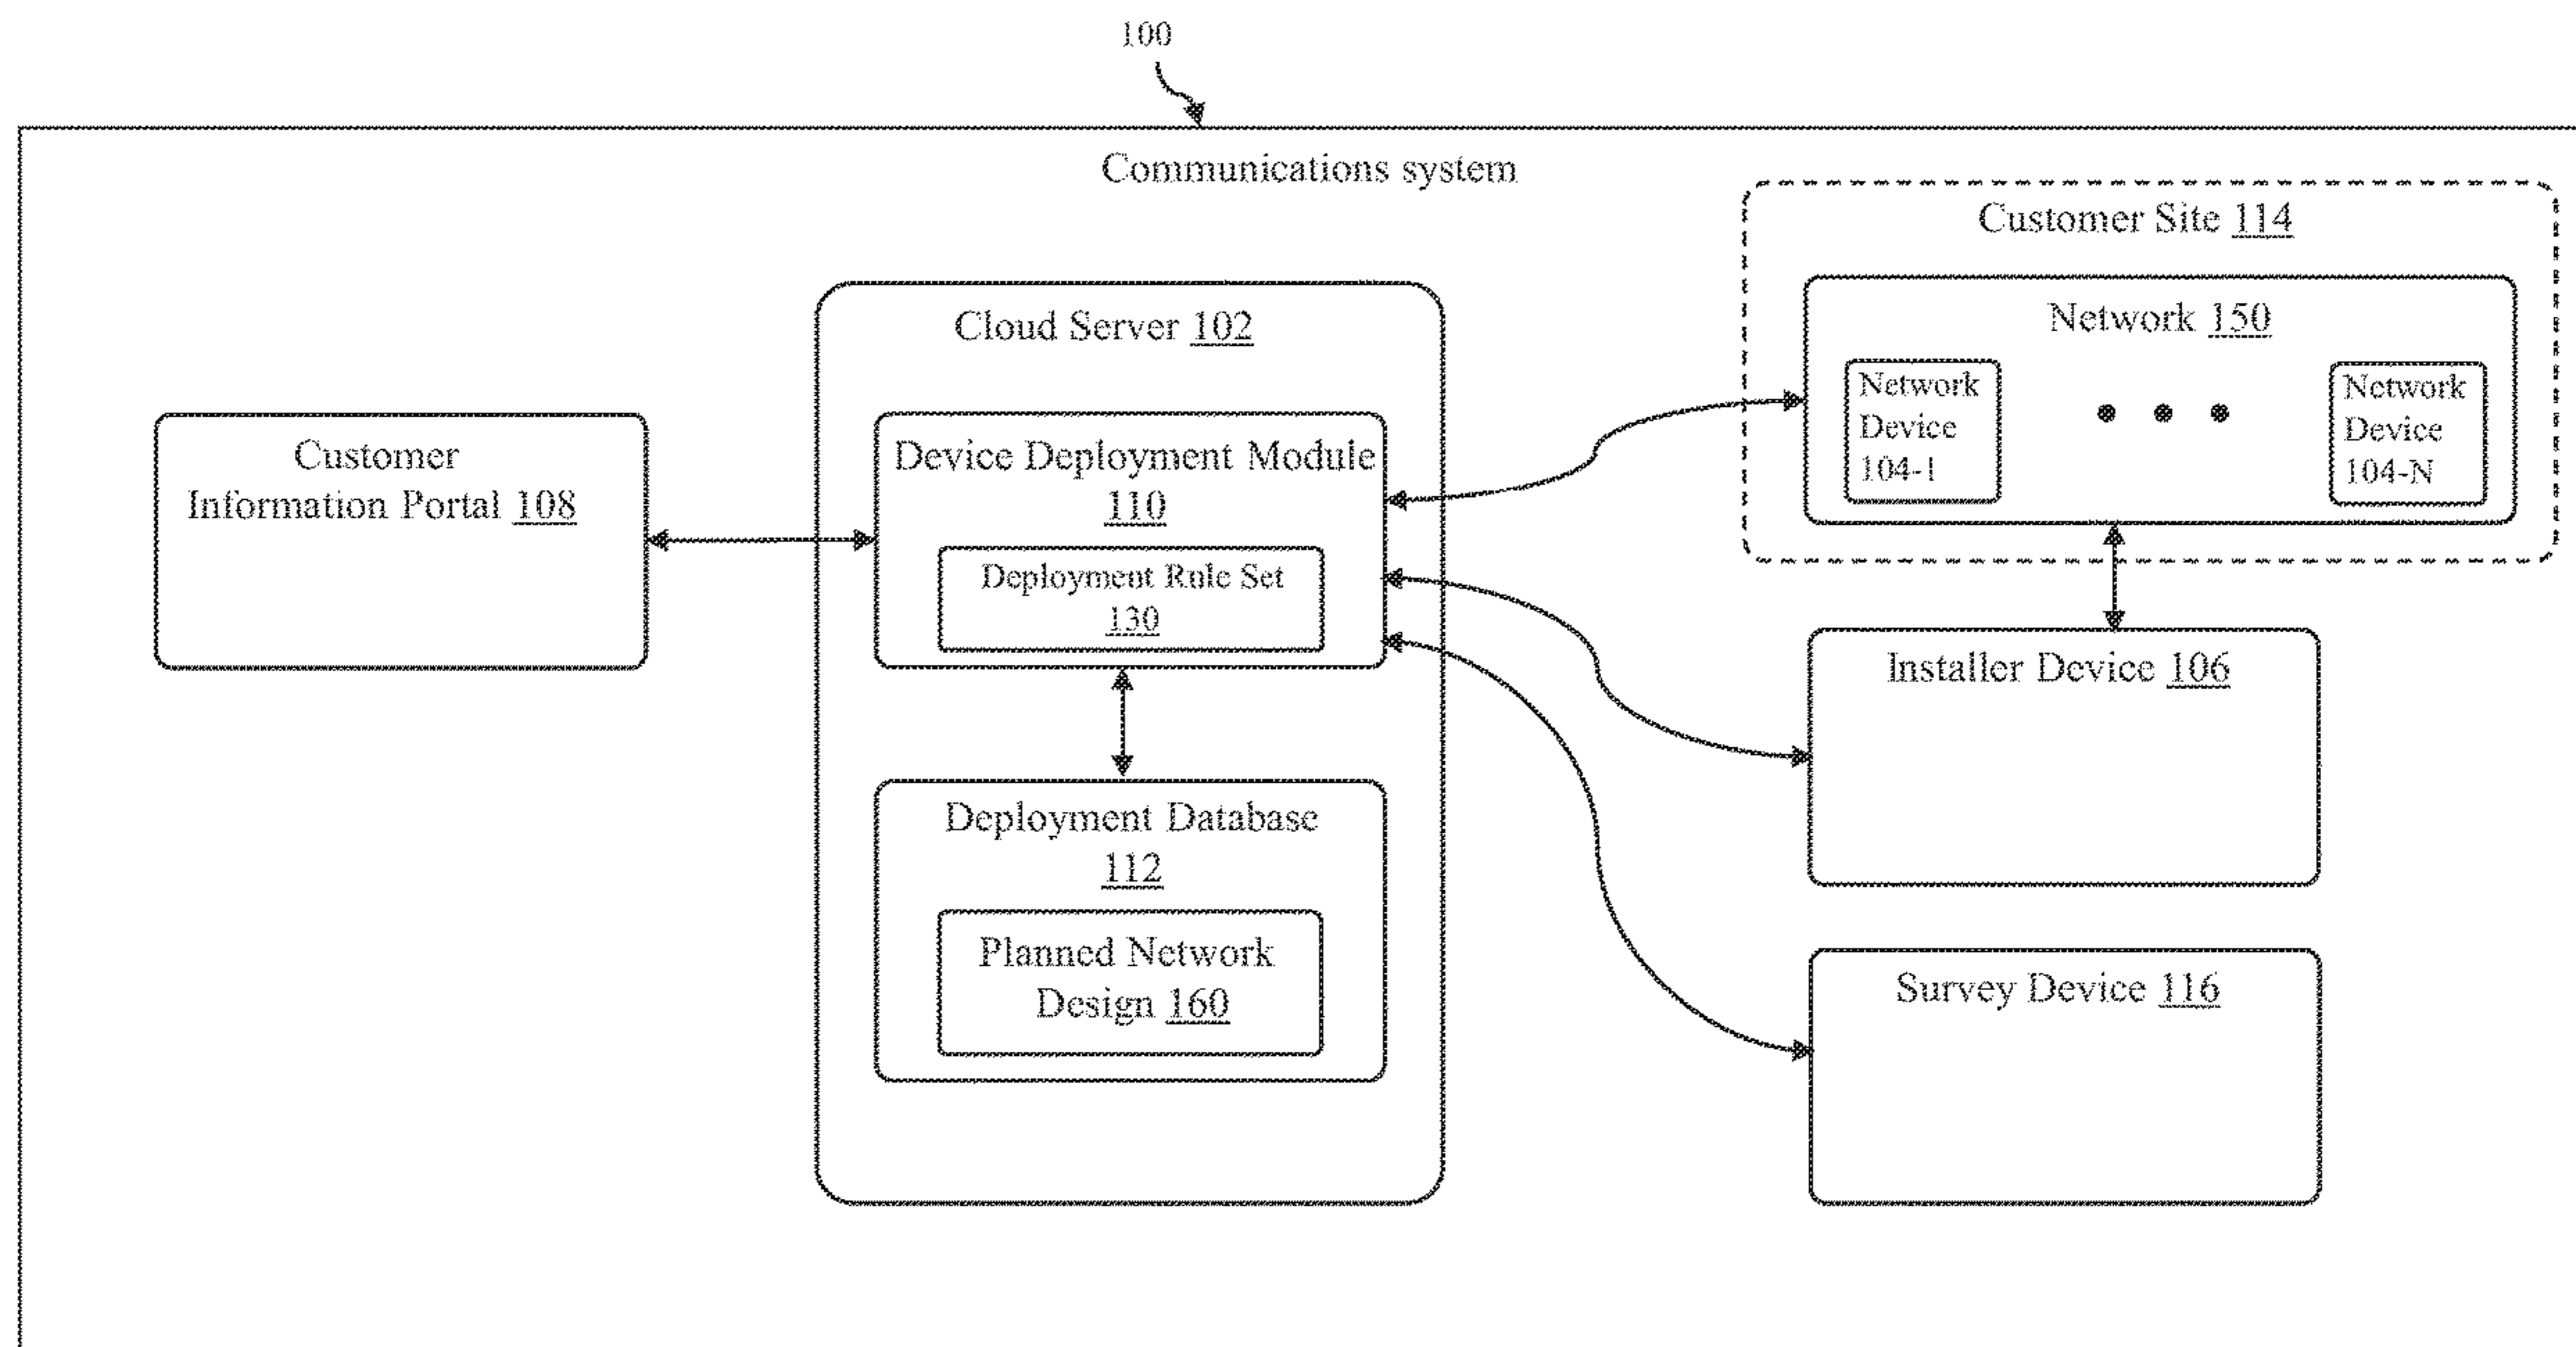 100
Communications system
Customer Site 114
Network 150
Network
Device
104-1
Network
Device
104-N
Cloud Server 102
Device Deployment Module
110
Deployment Rule Set
130
Customer
Information Portal 108
Installer Device 106
Deployment Database
112
Planned Network
Design 160
Survey Device 116